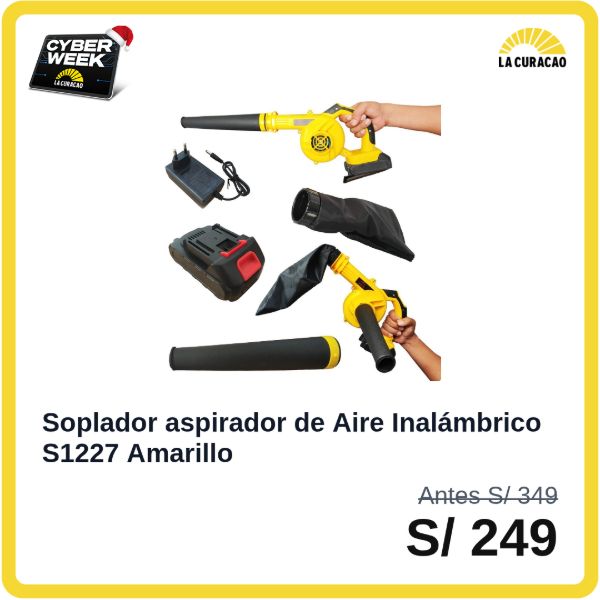 CYBER
WEEK
LA CURACAO
LA CURACAO
Soplador aspirador de Aire Inalámbrico
S1227 Amarillo
Antes S/ 349
S/ 249